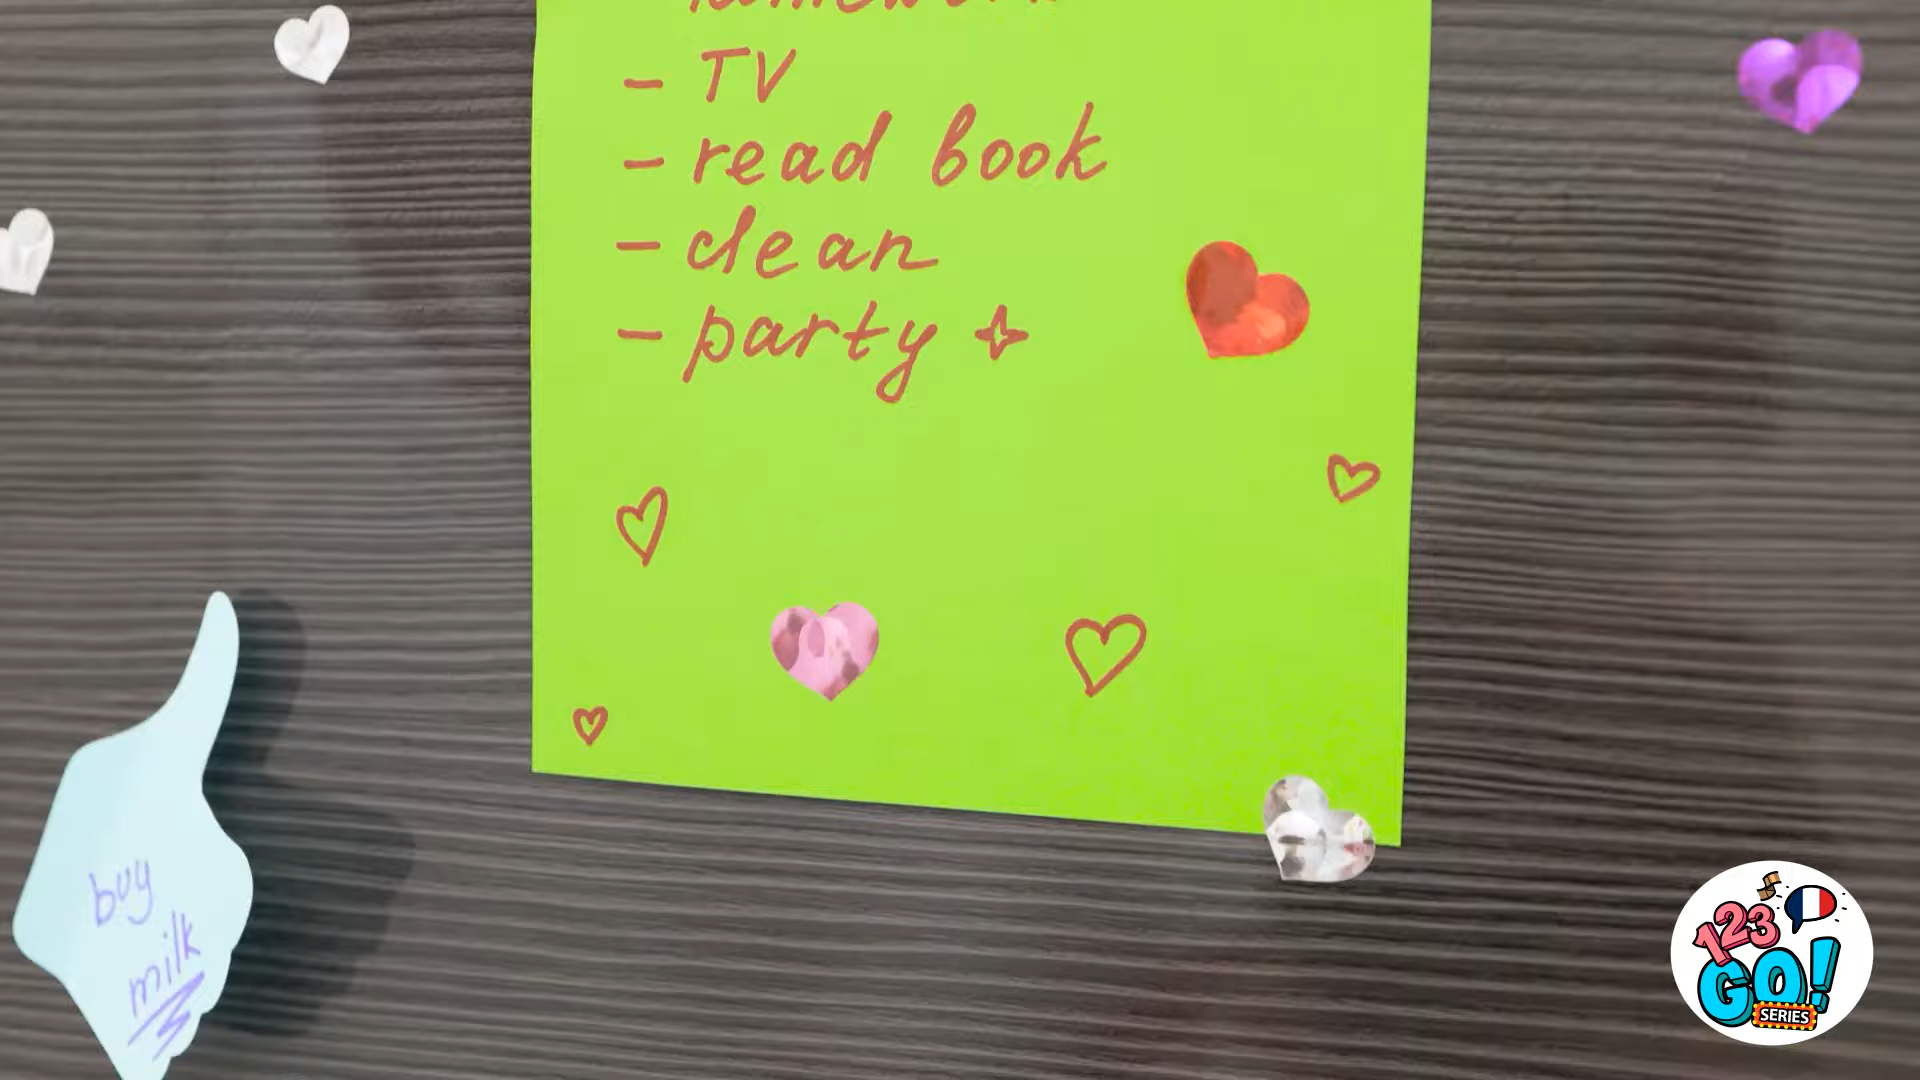 - TV
- read book
- clean
- party
buy
milk
123
GO!
SERIES